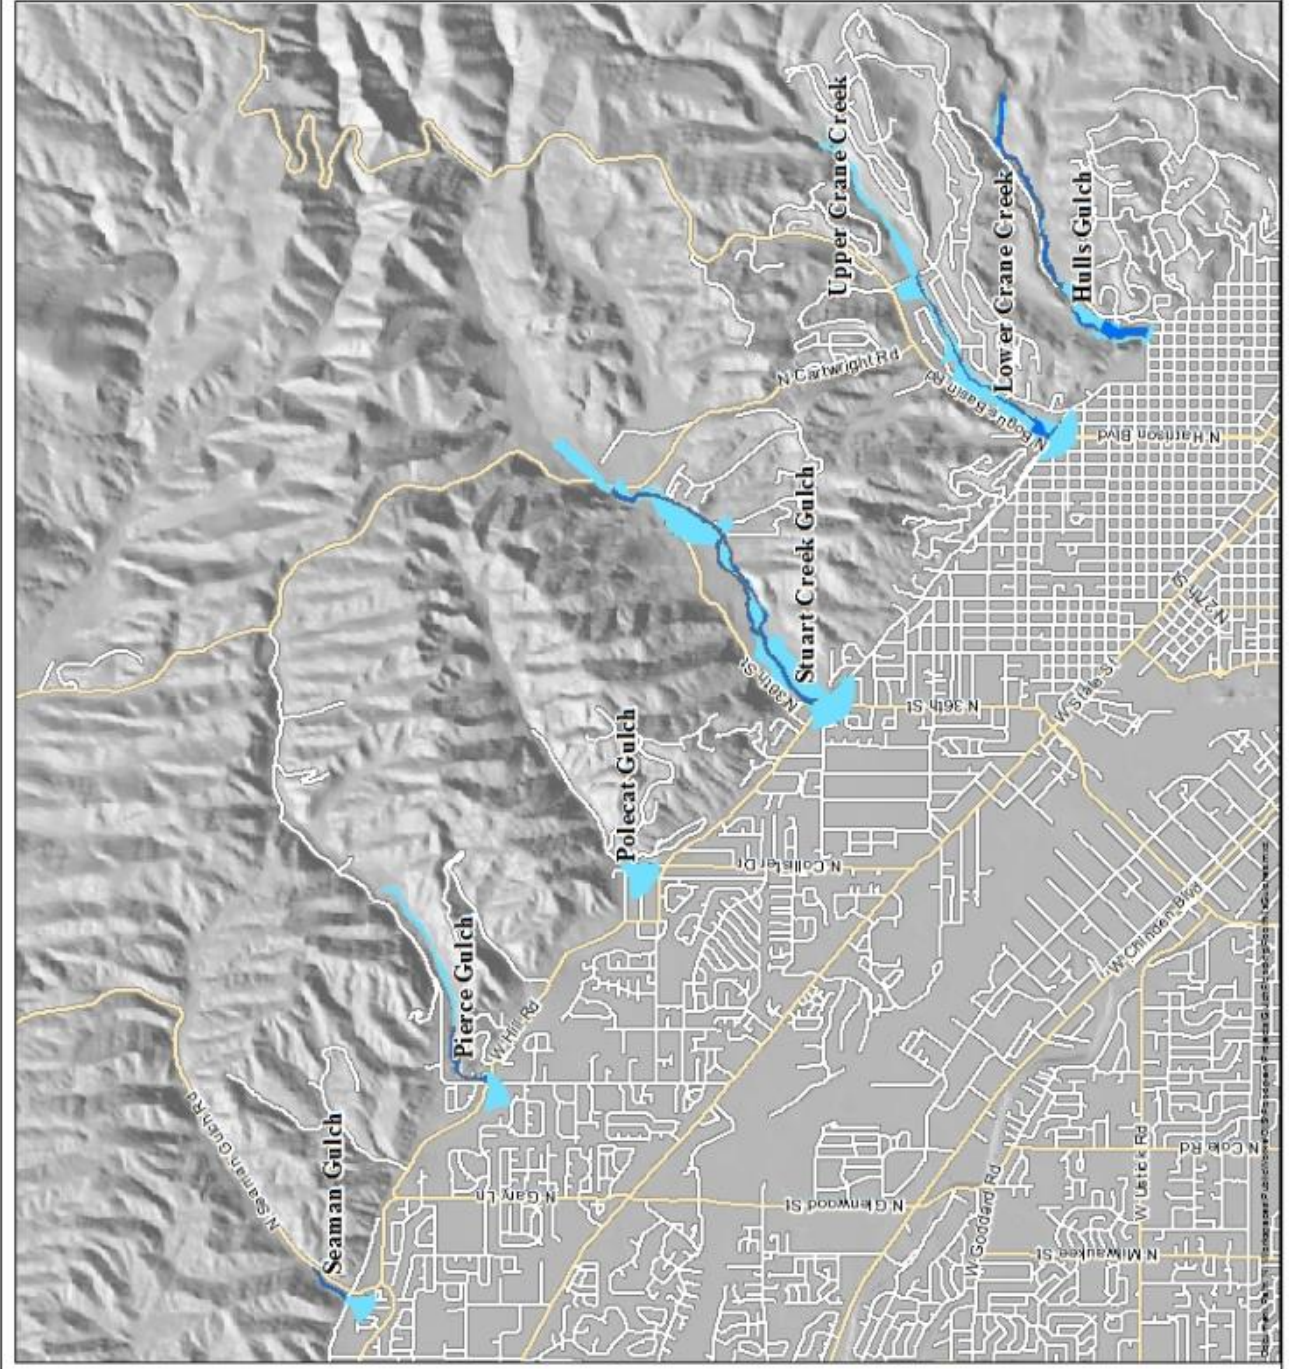 Upper Crane Creek
Lower Crane Creek
Hulls Gulch
N Cartwright Rd
N Bogus Basin Rd
N Harrison Blvd
Stuart Creek Gulch
N 27th St
N 36th St
W State St
Polecat Gulch
N Collister Dr
W Chinden Blvd
Pierce Gulch
W Hill Rd
N Seaman Gulch Rd
Seaman Gulch
N Gary Ln
N Glenwood St
W Goddard Rd
W Ustick Rd
N Cole Rd
N Milwaukee St